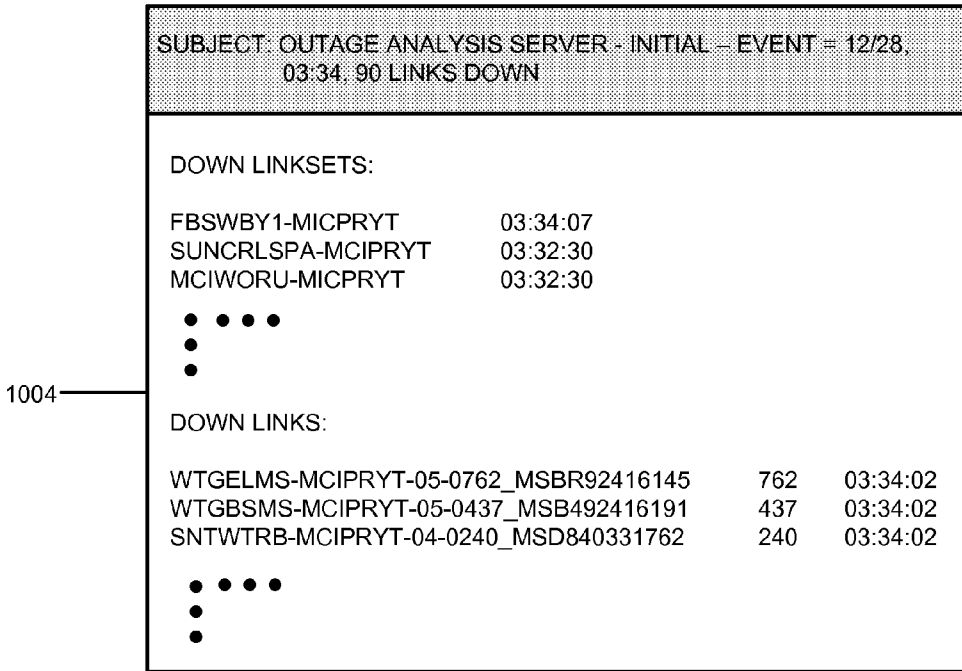 SUBJECT: OUTAGE ANALYSIS SERVER - INITIAL – EVENT = 12/28,
03:34, 90 LINKS DOWN
DOWN LINKSETS:
FBSWBY1-MICPRYT 03:34:07
SUNCRLSPA-MCIPRYT 03:32:30
MCIWORU-MICPRYT 03:32:30
1004
DOWN LINKS:
WTGELMS-MCIPRYT-05-0762_MSBR92416145 762 03:34:02
WTGBSMS-MCIPRYT-05-0437_MSB492416191 437 03:34:02
SNTWTRB-MCIPRYT-04-0240_MSD840331762 240 03:34:02